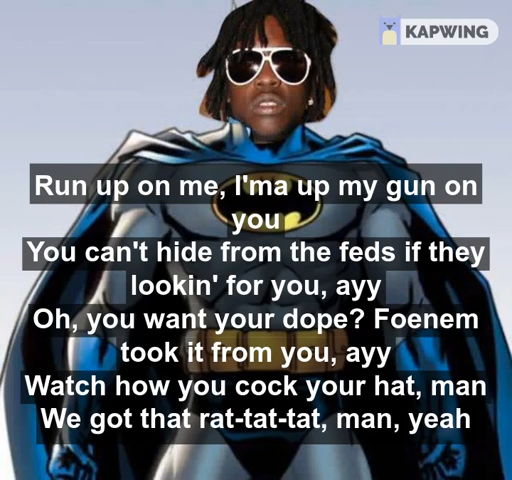 KAPWING
Run up on me, I'ma up my gun on
you
You can't hide from the feds if they
lookin' for you, ayy
Oh, you want your dope? Foenem
took it from you, ayy
Watch how you cock your hat, man
We got that rat-tat-tat, man, yeah